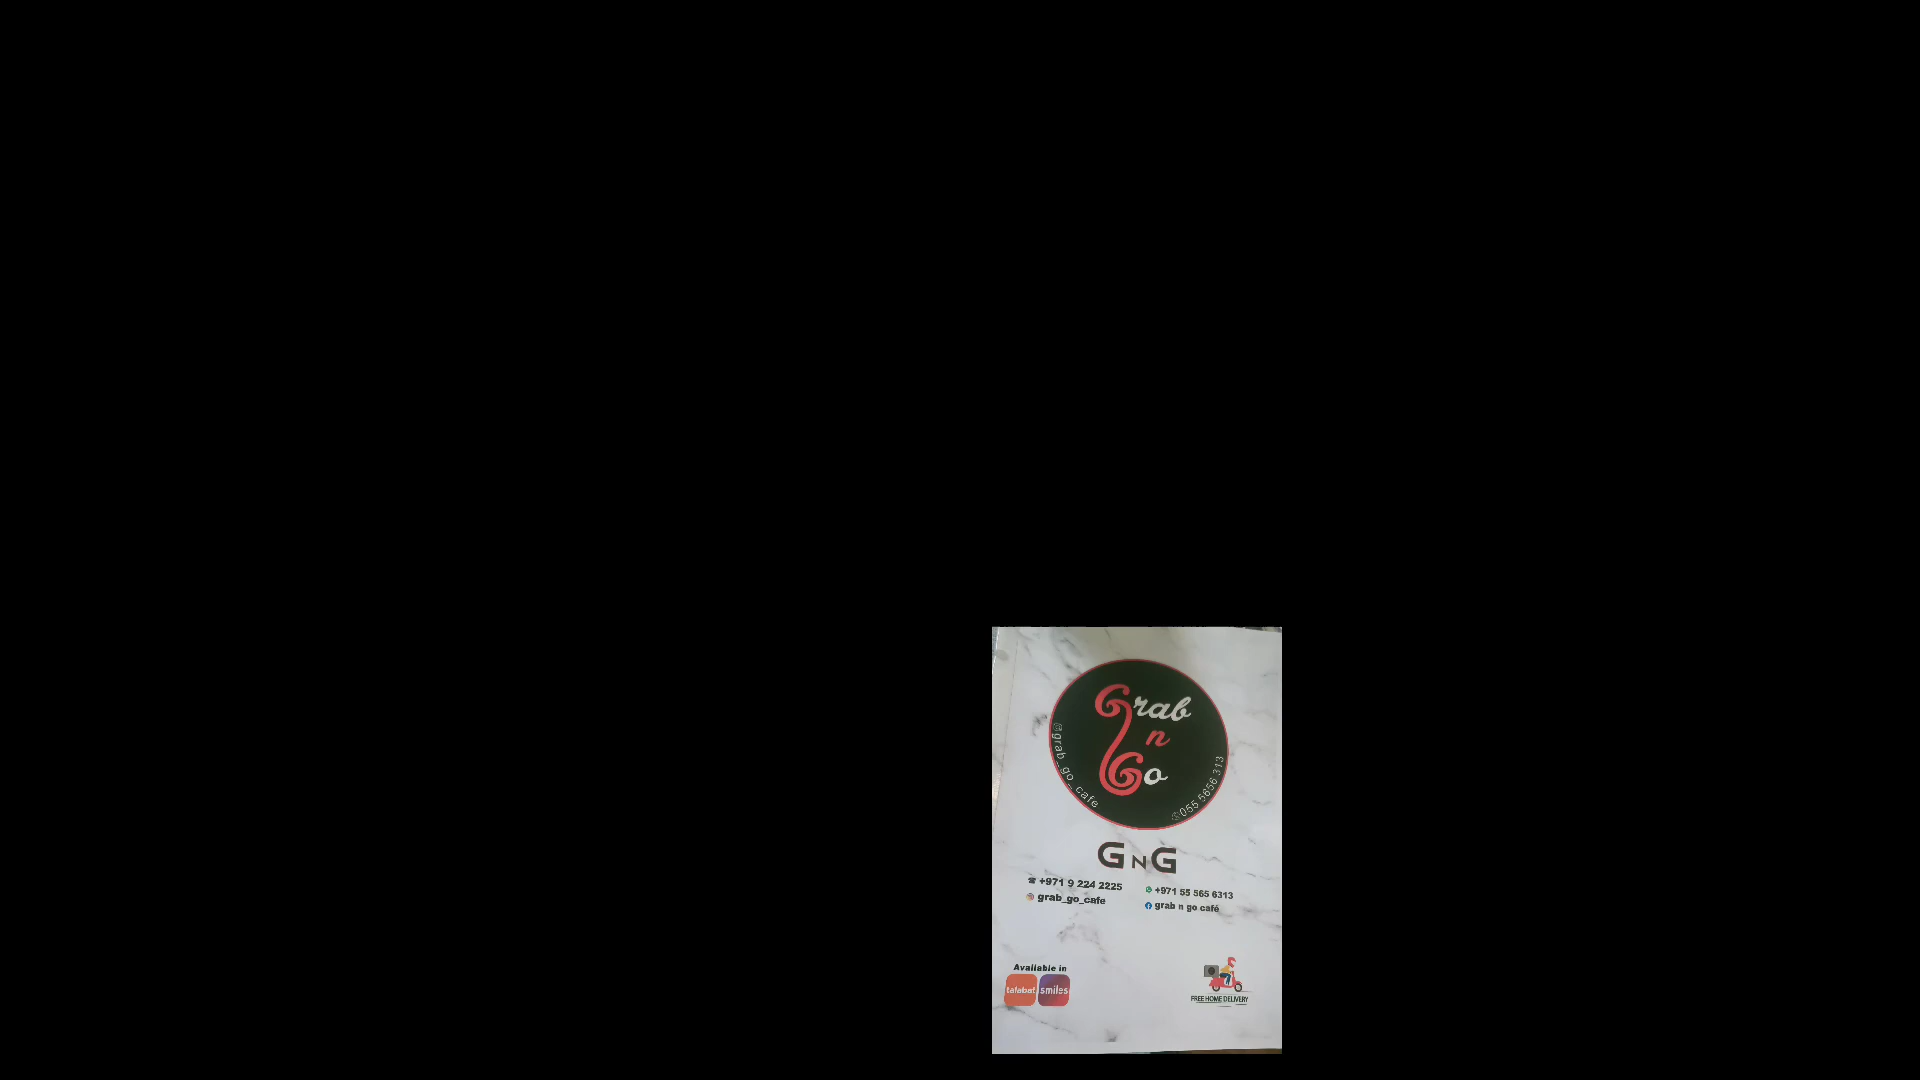 Grab
n
Go
@grab_go_cafe
055 5656 313
GNG
+971 9 224 2225
+971 55 565 6313
grab_go_cafe
grab n go café
Available in
talabat
smiles
FREE HOME DELIVERY